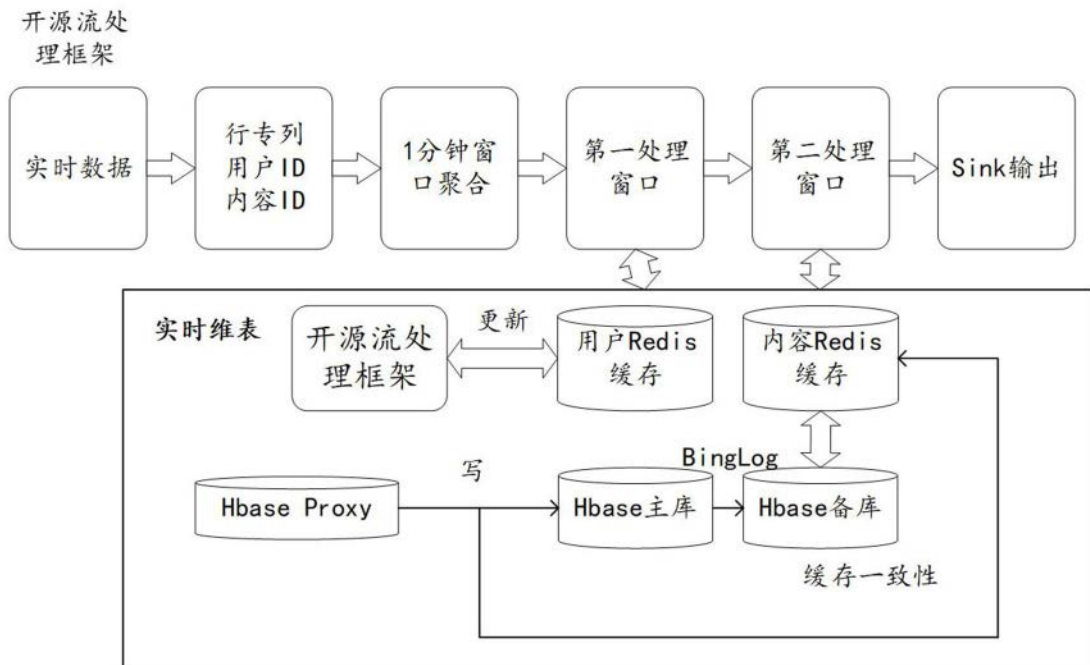 开源流处
理框架
实时数据
行专列
用户ID
内容ID
1分钟窗
口聚合
第一处理
窗口
第二处理
窗口
Sink输出
实时维表
开源流处
理框架
更新
用户Redis
缓存
内容Redis
缓存
BingLog
写
Hbase Proxy
Hbase主库
Hbase备库
缓存一致性